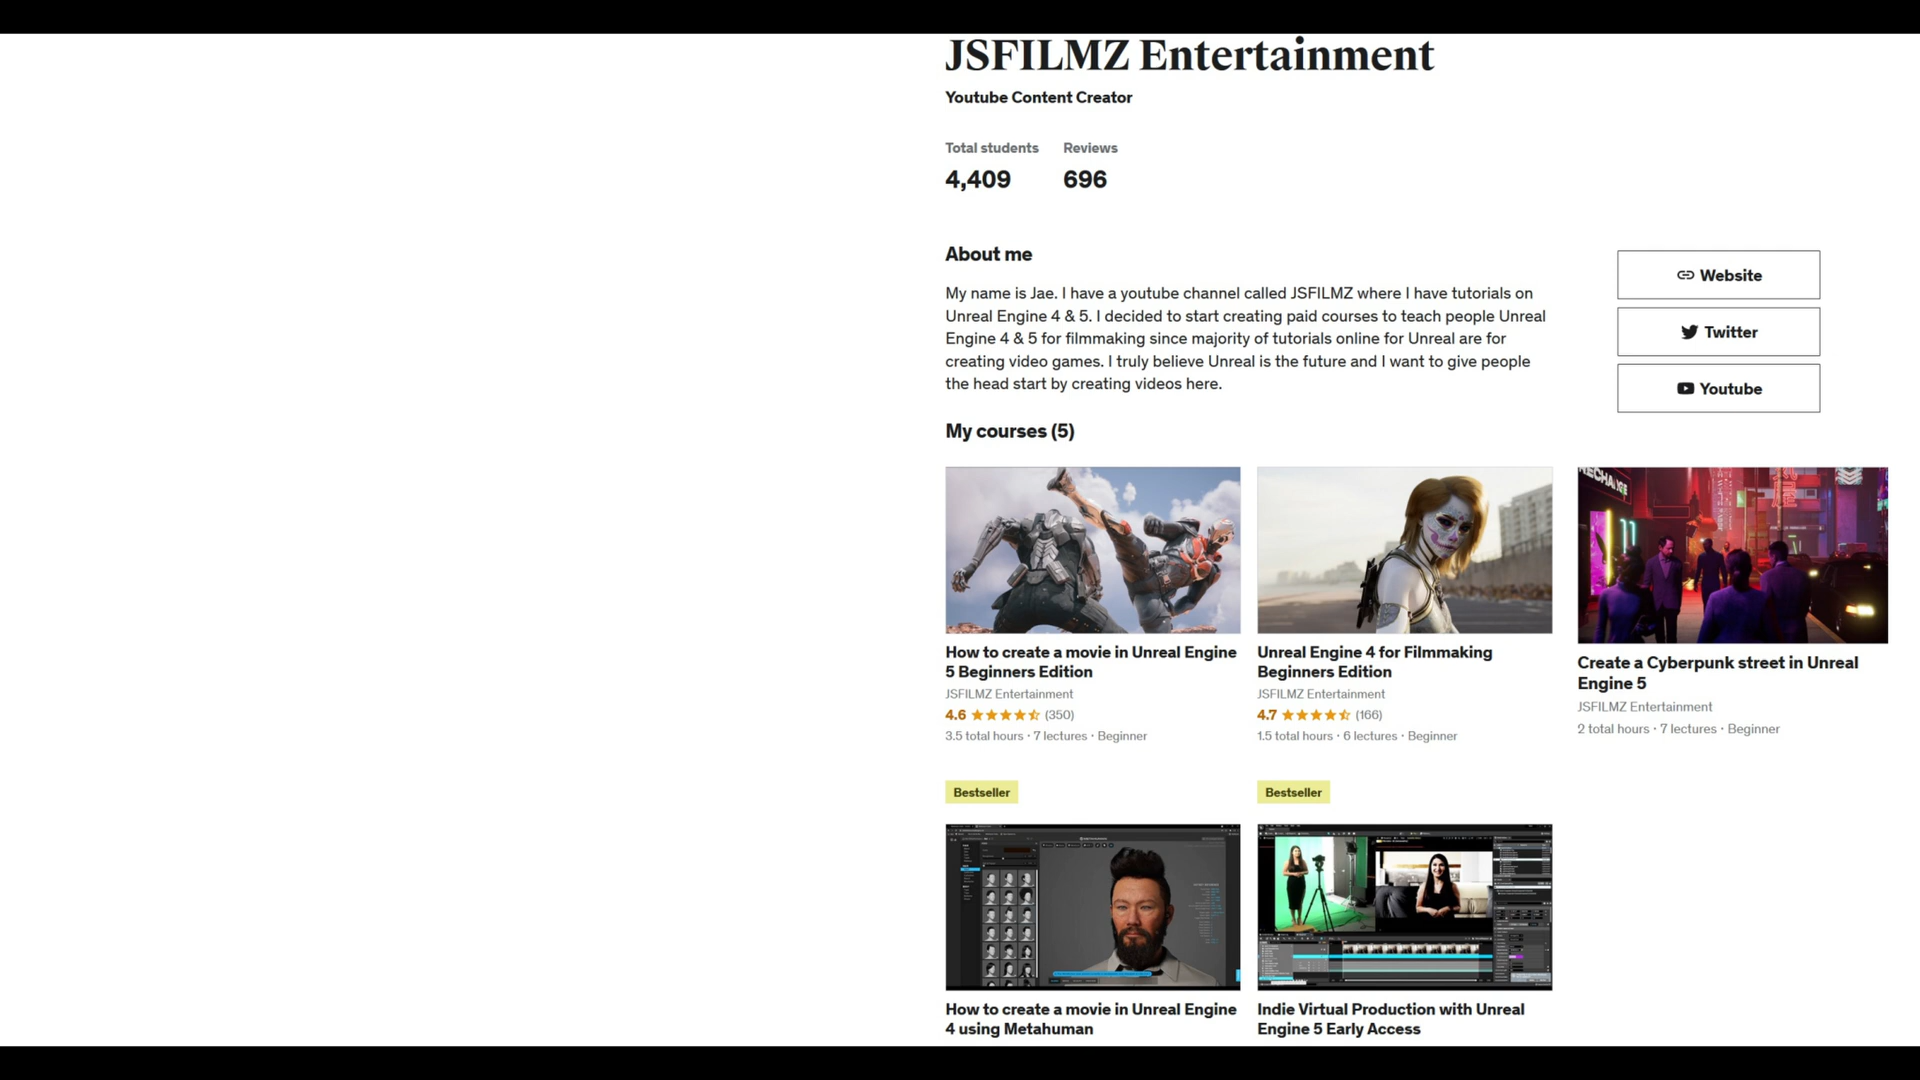 JSFILMZ Entertainment
Youtube Content Creator
Total students
Reviews
4,409
696
About me
My name is Jae. I have a youtube channel called JSFILMZ where I have tutorials on
Unreal Engine 4 & 5. I decided to start creating paid courses to teach people Unreal
Engine 4 & 5 for filmmaking since majority of tutorials online for Unreal are for
creating video games. I truly believe Unreal is the future and I want to give people
the head start by creating videos here.
Website
Twitter
Youtube
My courses (5)
How to create a movie in Unreal Engine
5 Beginners Edition
JSFILMZ Entertainment
4.6 (350)
3.5 total hours · 7 lectures · Beginner
Bestseller
Unreal Engine 4 for Filmmaking
Beginners Edition
JSFILMZ Entertainment
4.7 (166)
1.5 total hours · 6 lectures · Beginner
Bestseller
Create a Cyberpunk street in Unreal
Engine 5
JSFILMZ Entertainment
2 total hours · 7 lectures · Beginner
How to create a movie in Unreal Engine
4 using Metahuman
Indie Virtual Production with Unreal
Engine 5 Early Access